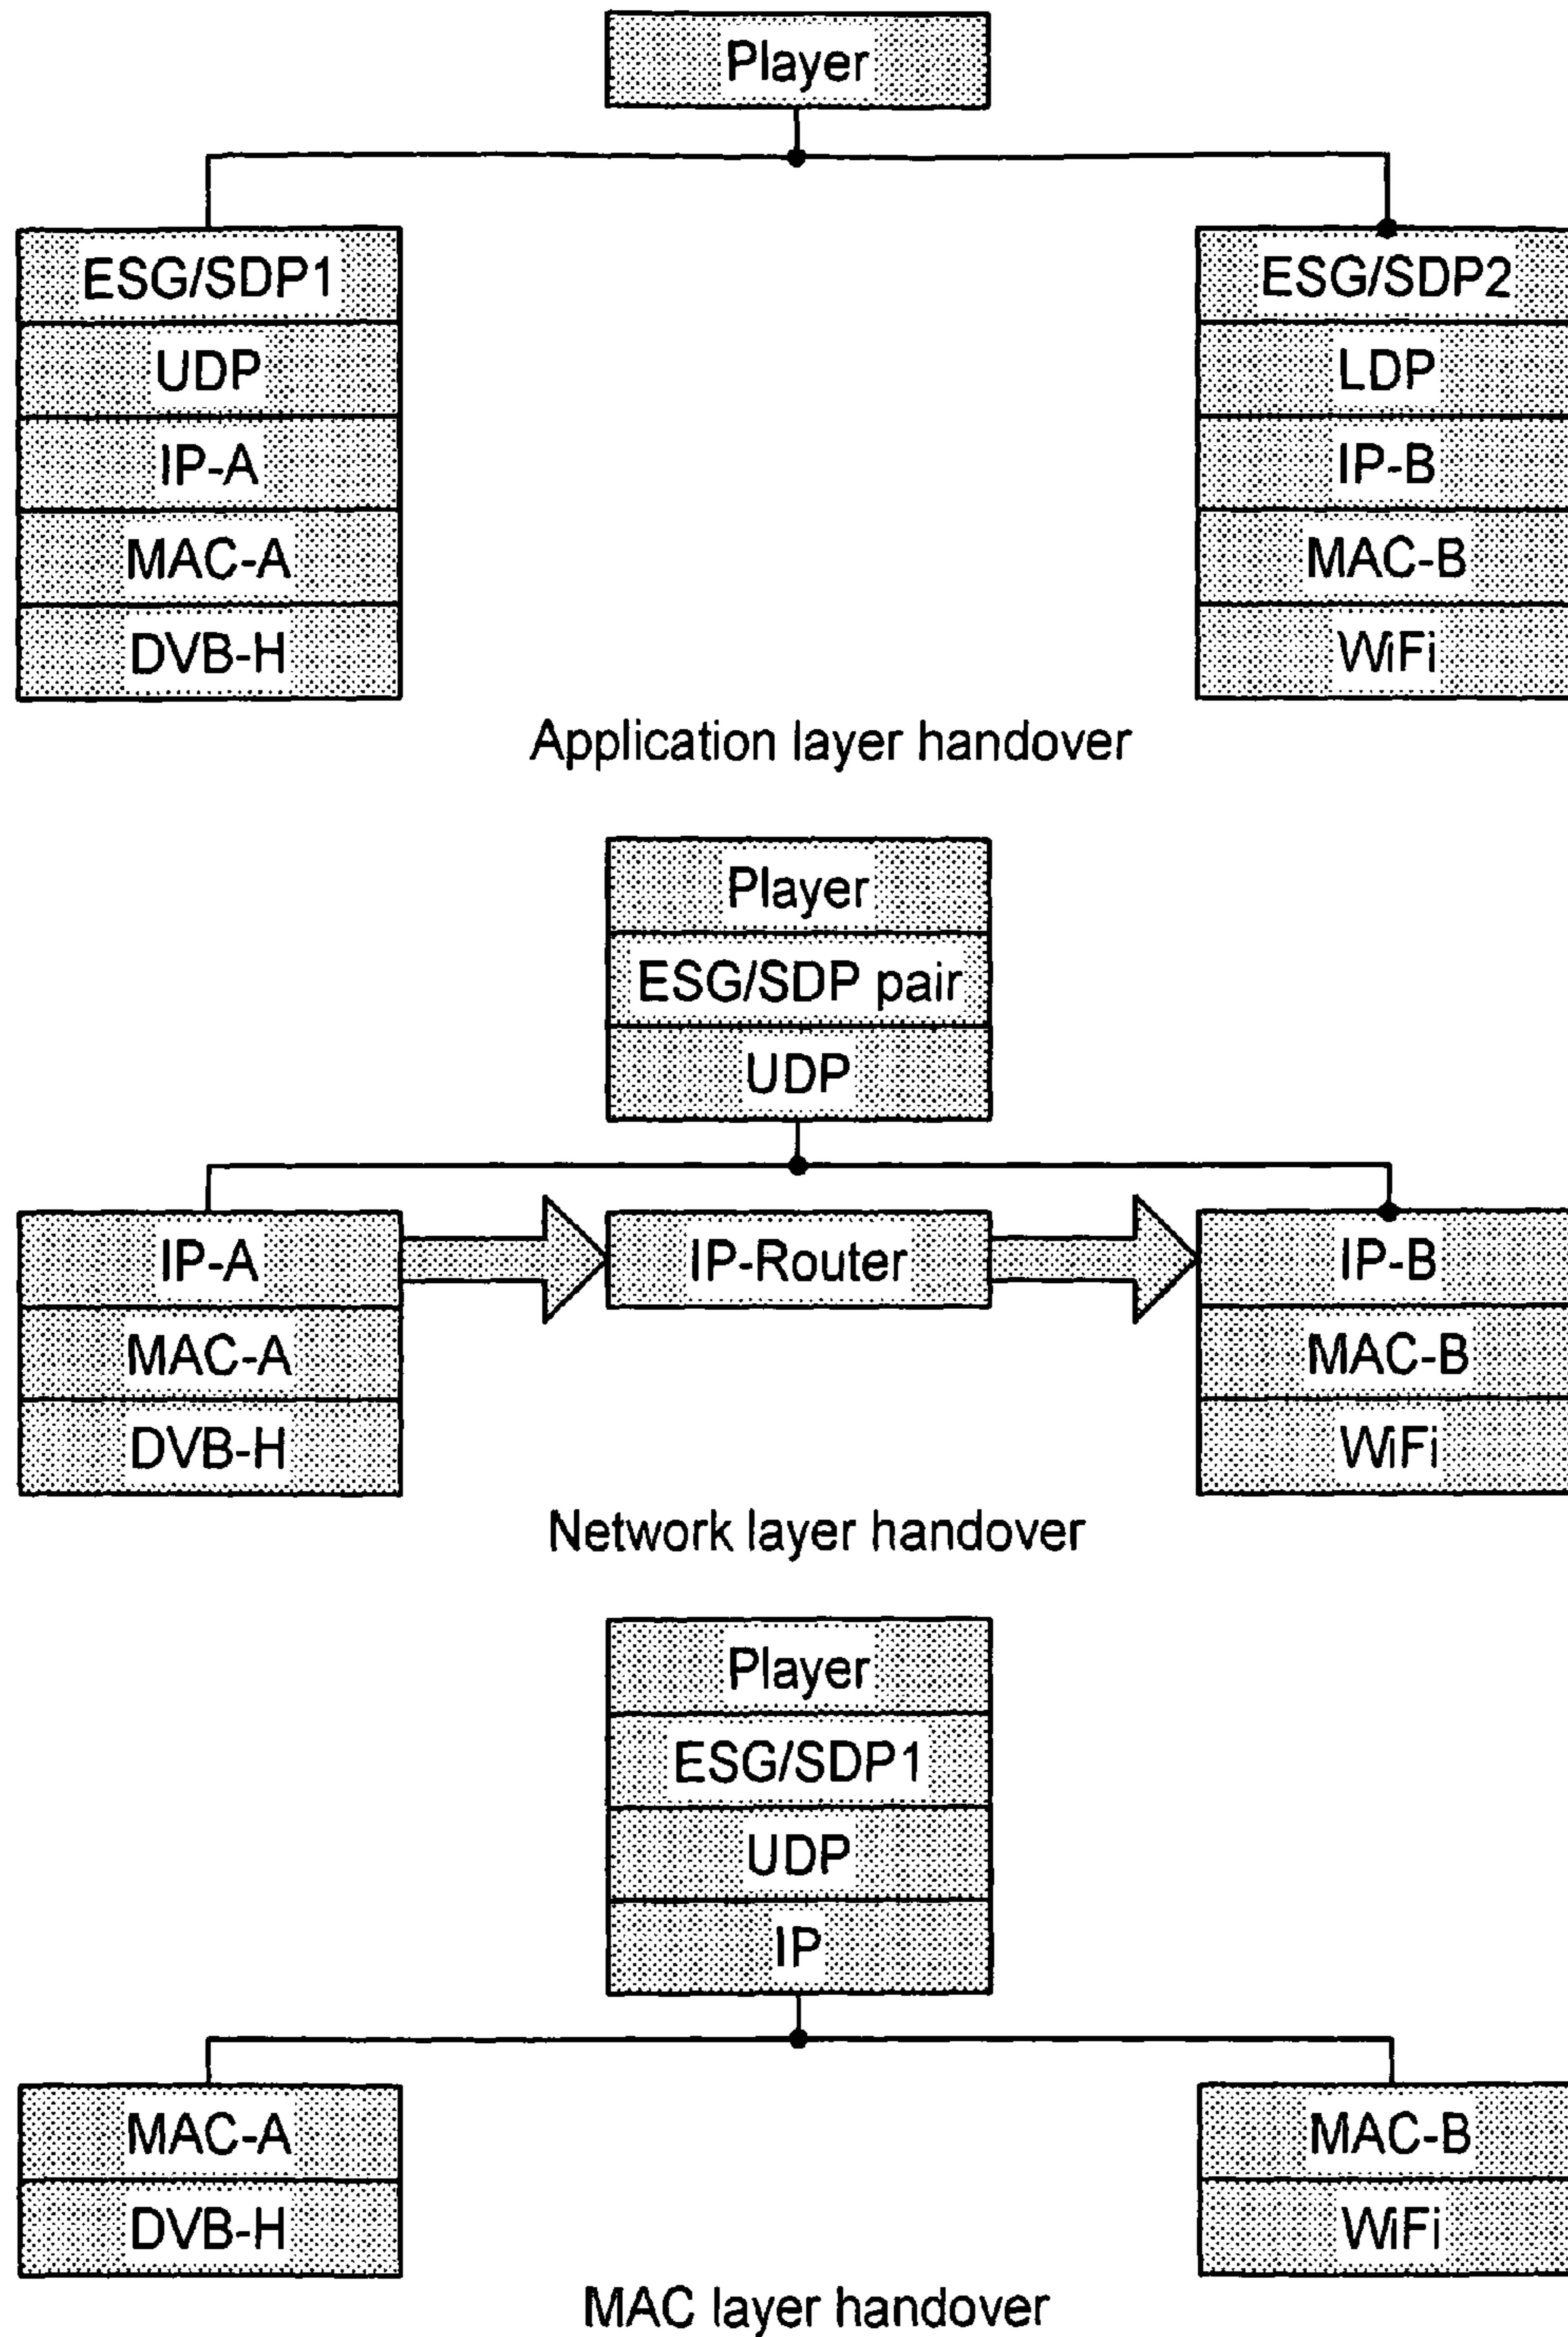 Player
ESG/SDP1
UDP
IP-A
MAC-A
DVB-H
ESG/SDP2
LDP
IP-B
MAC-B
WiFi
Application layer handover
Player
ESG/SDP pair
UDP
IP-A
MAC-A
DVB-H
IP-Router
IP-B
MAC-B
WiFi
Network layer handover
Player
ESG/SDP1
UDP
IP
MAC-A
DVB-H
MAC-B
WiFi
MAC layer handover